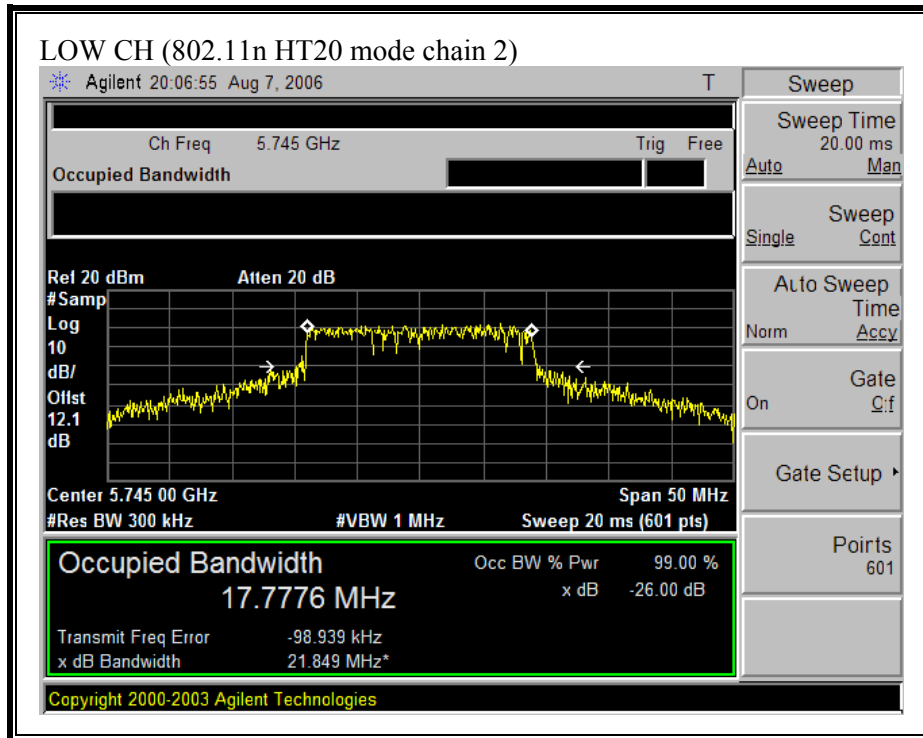 LOW CH (802.11n HT20 mode chain 2)
Agilent 20:06:55 Aug 7, 2006 T
Ch Freq 5.745 GHz Trig Free
Occupied Bandwidth
Ref 20 dBm Atten 20 dB
#Samp
Log
10
dB/
Offst
12.1
dB
Center 5.745 00 GHz Span 50 MHz
#Res BW 300 kHz #VBW 1 MHz Sweep 20 ms (601 pts)
Occupied Bandwidth
17.7776 MHz
Occ BW % Pwr 99.00 %
x dB -26.00 dB
Transmit Freq Error -98.939 kHz
x dB Bandwidth 21.849 MHz*
Copyright 2000-2003 Agilent Technologies
Sweep
Sweep Time
20.00 ms
Auto Man
Sweep
Single Cont
Auto Sweep
Time
Norm Accy
Gate
On Off
Gate Setup
Points
601